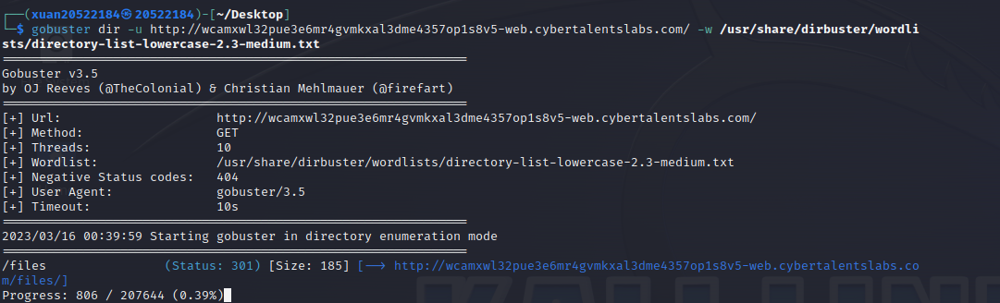 ┌──(xuan20522184㉿20522184)-[~/Desktop]
└─$ gobuster dir -u http://wcamxwl32pue3e6mr4gvmkxal3dme4357op1s8v5-web.cybertalentslabs.com/ -w /usr/share/dirbuster/wordli
sts/directory-list-lowercase-2.3-medium.txt
===============================================================
Gobuster v3.5
by OJ Reeves (@TheColonial) & Christian Mehlmauer (@firefart)
===============================================================
[+] Url:                     http://wcamxwl32pue3e6mr4gvmkxal3dme4357op1s8v5-web.cybertalentslabs.com/
[+] Method:                  GET
[+] Threads:                 10
[+] Wordlist:                /usr/share/dirbuster/wordlists/directory-list-lowercase-2.3-medium.txt
[+] Negative Status codes:   404
[+] User Agent:              gobuster/3.5
[+] Timeout:                 10s
===============================================================
2023/03/16 00:39:59 Starting gobuster in directory enumeration mode
===============================================================
/files                (Status: 301) [Size: 185] [--> http://wcamxwl32pue3e6mr4gvmkxal3dme4357op1s8v5-web.cybertalentslabs.co
m/files/]
Progress: 806 / 207644 (0.39%)